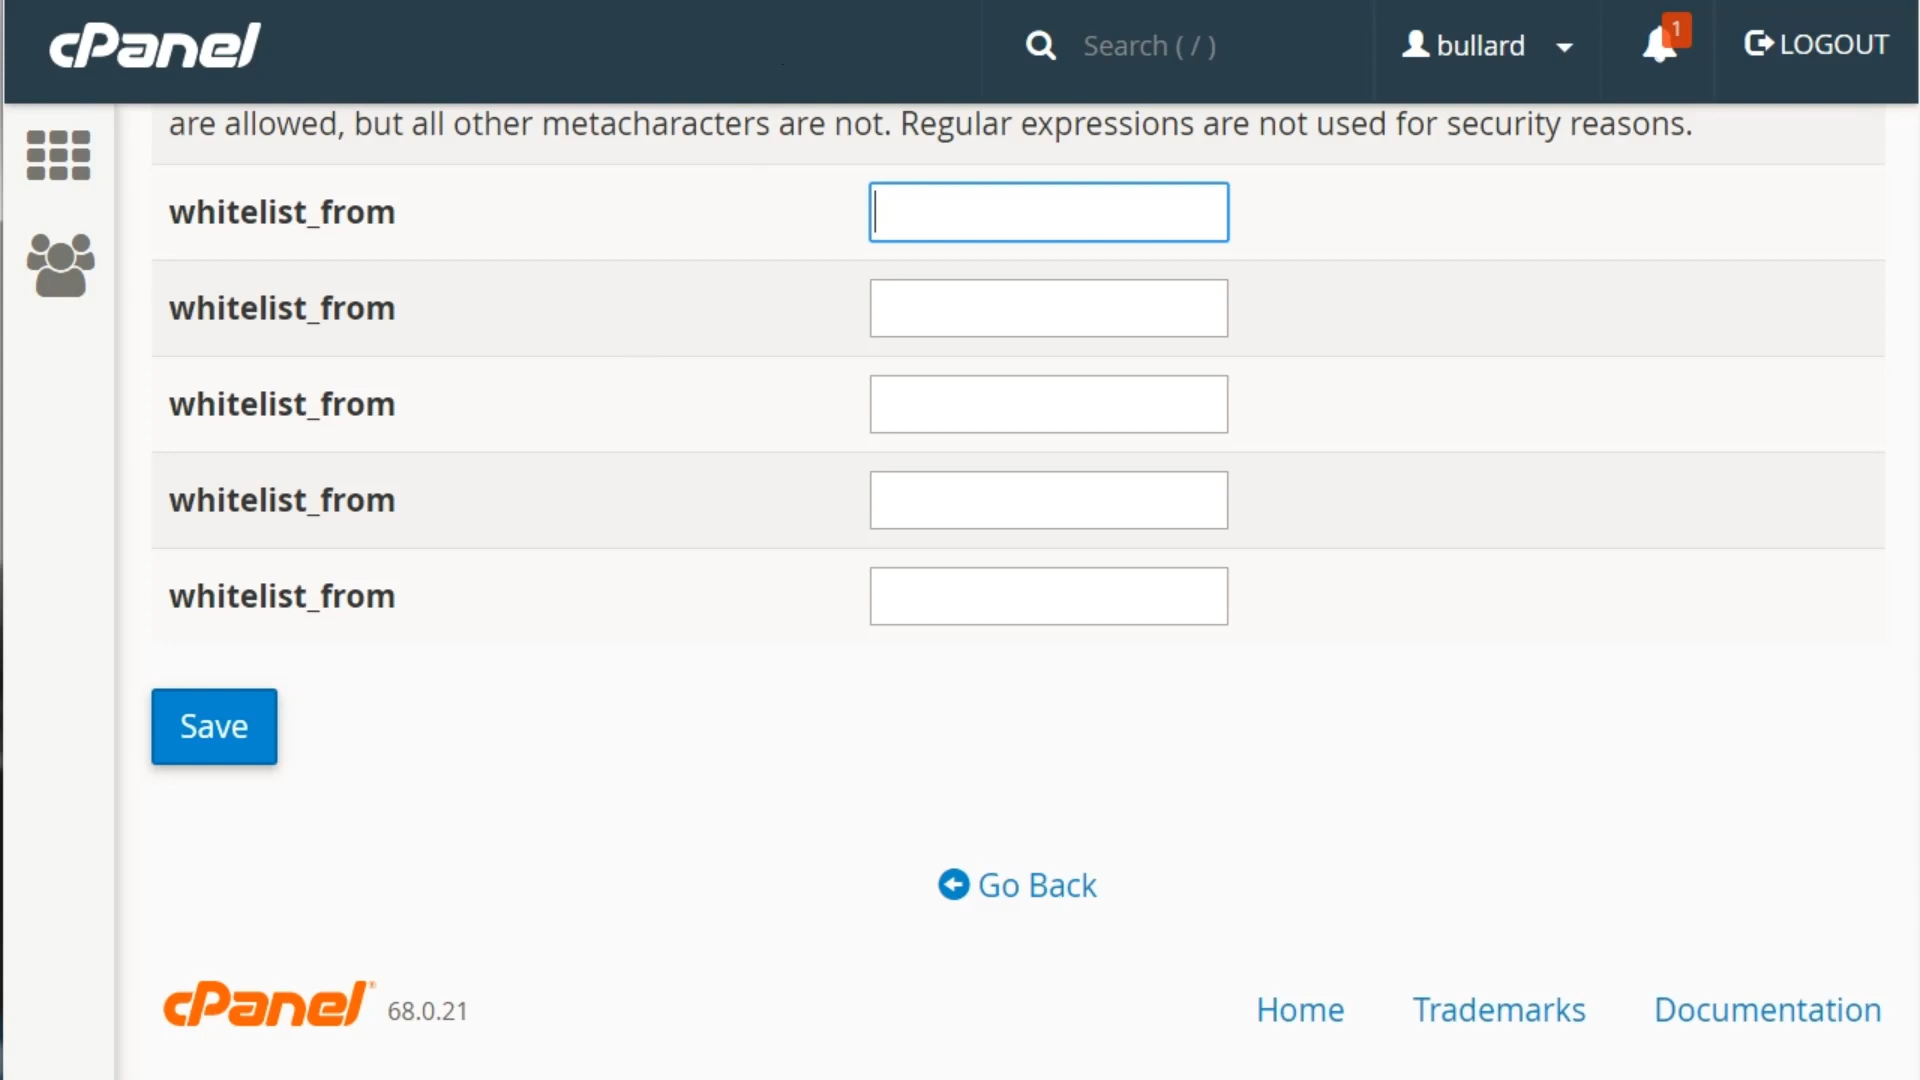 cPanel
Search ( / )
bullard
1
LOGOUT
are allowed, but all other metacharacters are not. Regular expressions are not used for security reasons.
whitelist_from
whitelist_from
whitelist_from
whitelist_from
whitelist_from
Save
Go Back
cPanel® 68.0.21
Home
Trademarks
Documentation